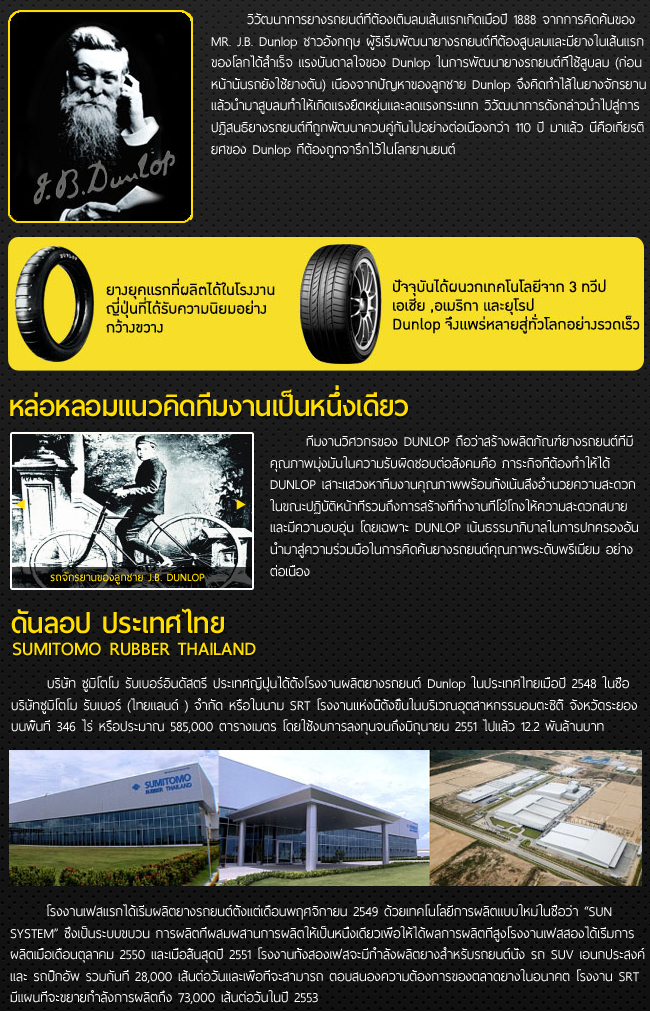 วิวัฒนาการยางรถยนต์ที่ต้องเติมลมเส้นแรกเกิดเมื่อปี 1888 จากการคิดค้นของ
MR. J.B. Dunlop ชาวอังกฤษ ผู้ริเริ่มพัฒนายางรถยนต์ที่ต้องสูบลมและมียางในเส้นแรก
ของโลกได้สำเร็จ แรงบันดาลใจของ Dunlop ในการพัฒนายางรถยนต์ที่ใช้สูบลม (ก่อน
หน้านั้นรถยังใช้ยางตัน) เนื่องจากปัญหาของลูกชาย Dunlop จึงคิดทำไส้ในยางจักรยาน
แล้วนำมาสูบลมทำให้เกิดแรงยืดหยุ่นและลดแรงกระแทก วิวัฒนาการดังกล่าวนำไปสู่การ
ปฏิสนธิยางรถยนต์ที่ถูกพัฒนาควบคู่กันไปอย่างต่อเนื่องกว่า 110 ปี มาแล้ว นี่คือเกียรติ
ยศของ Dunlop ที่ต้องถูกจารึกไว้ในโลกยานยนต์
J.B.Dunlop
DUNLOP
ยางยุคแรกที่ผลิตได้ในโรงงาน
ญี่ปุ่นที่ได้รับความนิยมอย่าง
กว้างขวาง
ปัจจุบันได้ผนวกเทคโนโลยีจาก 3 ทวีป
เอเชีย ,อเมริกา และยุโรป
Dunlop จึงแพร่หลายสู่ทั่วโลกอย่างรวดเร็ว
หล่อหลอมแนวคิดทีมงานเป็นหนึ่งเดียว
ทีมงานวิศวกรของ DUNLOP ถือว่าสร้างผลิตภัณฑ์ยางรถยนต์ที่มี
คุณภาพมุ่งมั่นในความรับผิดชอบต่อสังคมคือ ภาระกิจที่ต้องทำให้ได้
DUNLOP เสาะแสวงหาทีมงานคุณภาพพร้อมทั้งเน้นสิ่งอำนวยความสะดวก
ในขณะปฏิบัติหน้าที่รวมถึงการสร้างที่ทำงานที่โอ่โถงให้ความสะดวกสบาย
และมีความอบอุ่น โดยเฉพาะ DUNLOP เน้นธรรมาภิบาลในการปกครองอัน
นำมาสู่ความร่วมมือในการคิดค้นยางรถยนต์คุณภาพระดับพรีเมียม อย่าง
ต่อเนื่อง
รถจักรยานของลูกชาย J.B. DUNLOP
ดันลอป ประเทศไทย
SUMITOMO RUBBER THAILAND
บริษัท ซูมิโตโม รับเบอร์อินดัสตรี ประเทศญี่ปุ่นได้ตั้งโรงงานผลิตยางรถยนต์ Dunlop ในประเทศไทยเมื่อปี 2548 ในชื่อ
บริษัทซูมิโตโม รับเบอร์ (ไทยแลนด์ ) จำกัด หรือในนาม SRT โรงงานแห่งนี้ตั้งขึ้นในบริเวณอุตสาหกรรมอมตะซิตี้ จังหวัดระยอง
บนพื้นที่ 346 ไร่ หรือประมาณ 585,000 ตารางเมตร โดยใช้งบการลงทุนจนถึงมิถุนายน 2551 ไปแล้ว 12.2 พันล้านบาท
SUMITOMO
RUBBER THAILAND
โรงงานเฟสแรกได้เริ่มผลิตยางรถยนต์ตั้งแต่เดือนพฤศจิกายน 2549 ด้วยเทคโนโลยีการผลิตแบบใหม่ในชื่อว่า “SUN
SYSTEM” ซึ่งเป็นระบบขบวน การผลิตที่ผสมผสานการผลิตให้เป็นหนึ่งเดียวเพื่อให้ได้ผลการผลิตที่สูงโรงงานเฟสสองได้เริ่มการ
ผลิตเมื่อเดือนตุลาคม 2550 และเมื่อสิ้นสุดปี 2551 โรงงานทั้งสองเฟสจะมีกำลังผลิตยางสำหรับรถยนต์นั่ง รถ SUV เอนกประสงค์
และ รถปิกอัพ รวมกันที่ 28,000 เส้นต่อวันและเพื่อที่จะสามารถ ตอบสนองความต้องการของตลาดยางในอนาคต โรงงาน SRT
มีแผนที่จะขยายกำลังการผลิตถึง 73,000 เส้นต่อวันในปี 2553